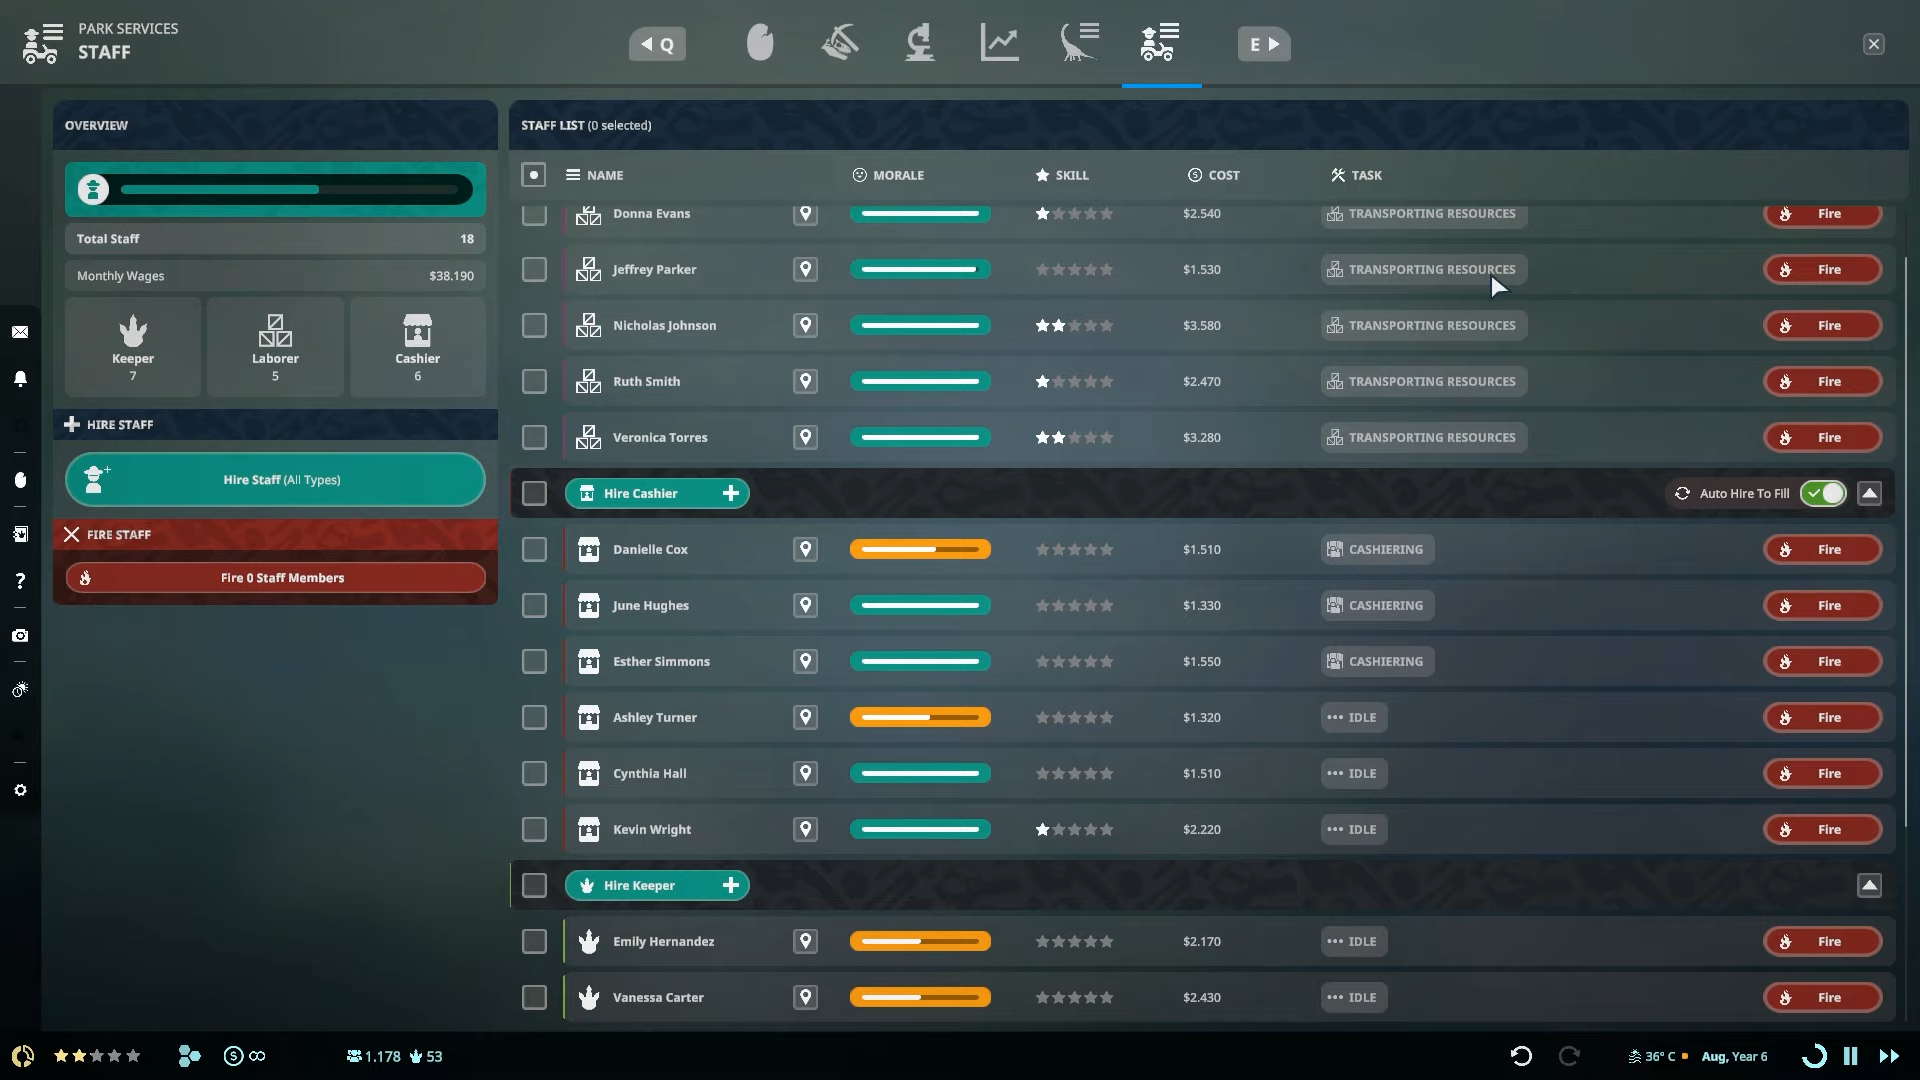 PARK SERVICES
STAFF
Q
E
OVERVIEW
Total Staff 18
Monthly Wages $38.190
Keeper 7
Laborer 5
Cashier 6
HIRE STAFF
Hire Staff (All Types)
FIRE STAFF
Fire 0 Staff Members
STAFF LIST (0 selected)
NAME MORALE SKILL COST TASK
Donna Evans $2.540 TRANSPORTING RESOURCES Fire
Jeffrey Parker $1.530 TRANSPORTING RESOURCES Fire
Nicholas Johnson $3.580 TRANSPORTING RESOURCES Fire
Ruth Smith $2.470 TRANSPORTING RESOURCES Fire
Veronica Torres $3.280 TRANSPORTING RESOURCES Fire
Hire Cashier Auto Hire To Fill
Danielle Cox $1.510 CASHIERING Fire
June Hughes $1.330 CASHIERING Fire
Esther Simmons $1.550 CASHIERING Fire
Ashley Turner $1.320 IDLE Fire
Cynthia Hall $1.510 IDLE Fire
Kevin Wright $2.220 IDLE Fire
Hire Keeper
Emily Hernandez $2.170 IDLE Fire
Vanessa Carter $2.430 IDLE Fire
1.178 53 36° C Aug, Year 6